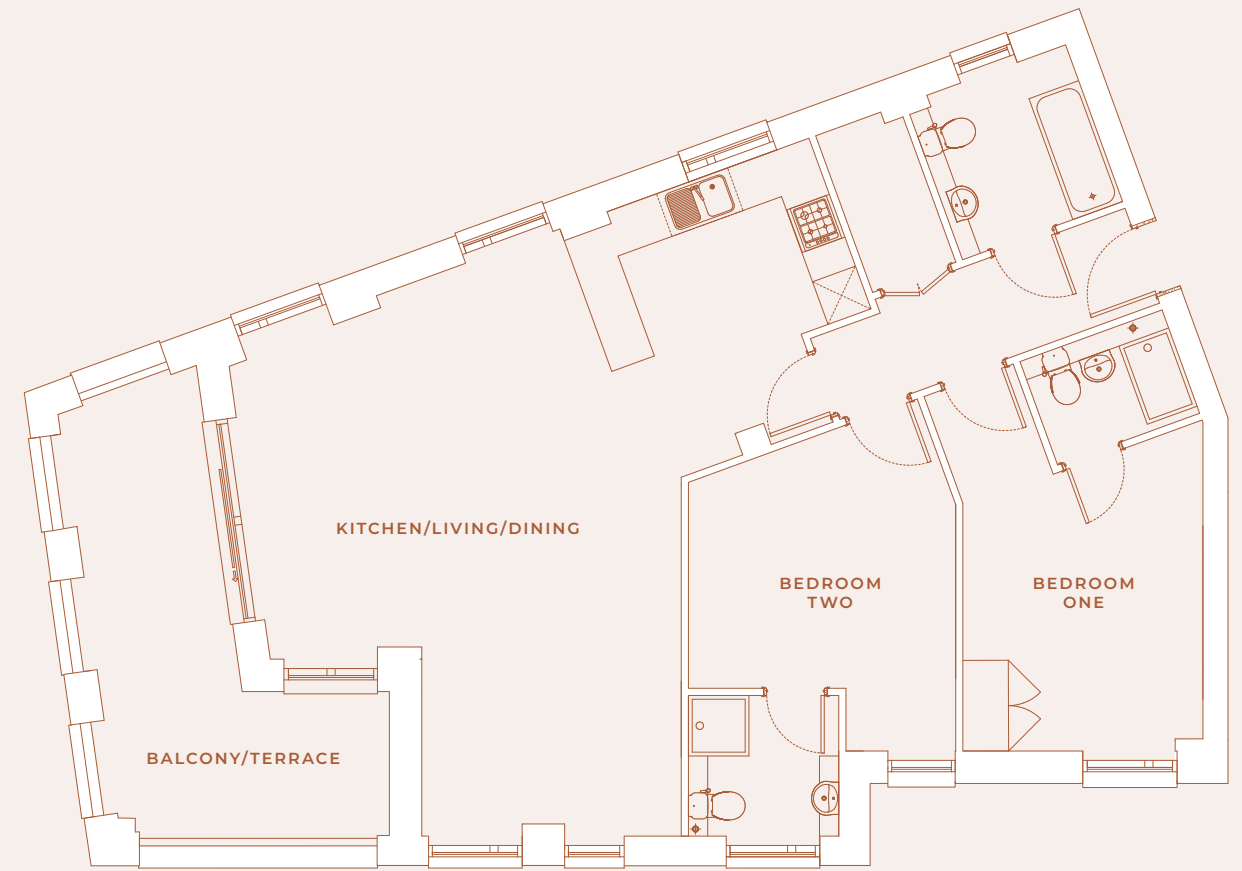 KITCHEN/LIVING/DINING
BEDROOM
TWO
BEDROOM
ONE
BALCONY/TERRACE